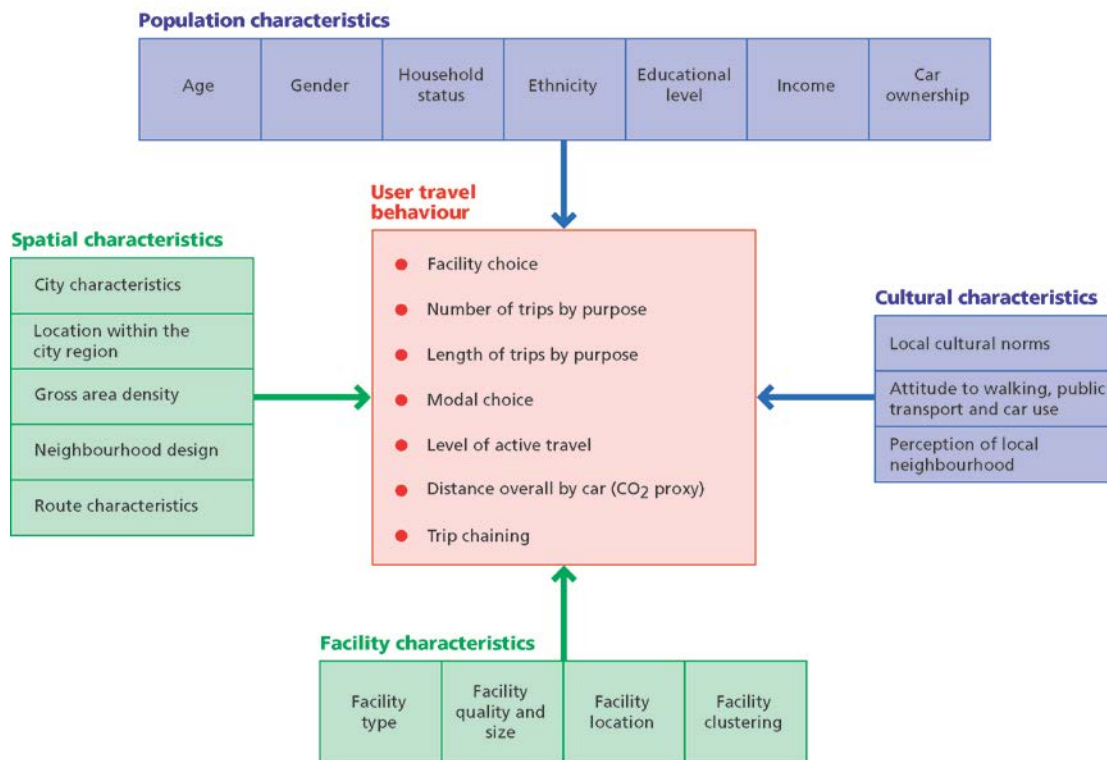 Population characteristics
Age
Gender
Household
status
Ethnicity
Educational
level
Income
Car
ownership
User travel
behaviour
Facility choice
Number of trips by purpose
Length of trips by purpose
Modal choice
Level of active travel
Distance overall by car (CO2 proxy)
Trip chaining
Spatial characteristics
City characteristics
Location within the
city region
Gross area density
Neighbourhood design
Route characteristics
Cultural characteristics
Local cultural norms
Attitude to walking, public
transport and car use
Perception of local
neighbourhood
Facility characteristics
Facility
type
Facility
quality and
size
Facility
location
Facility
clustering